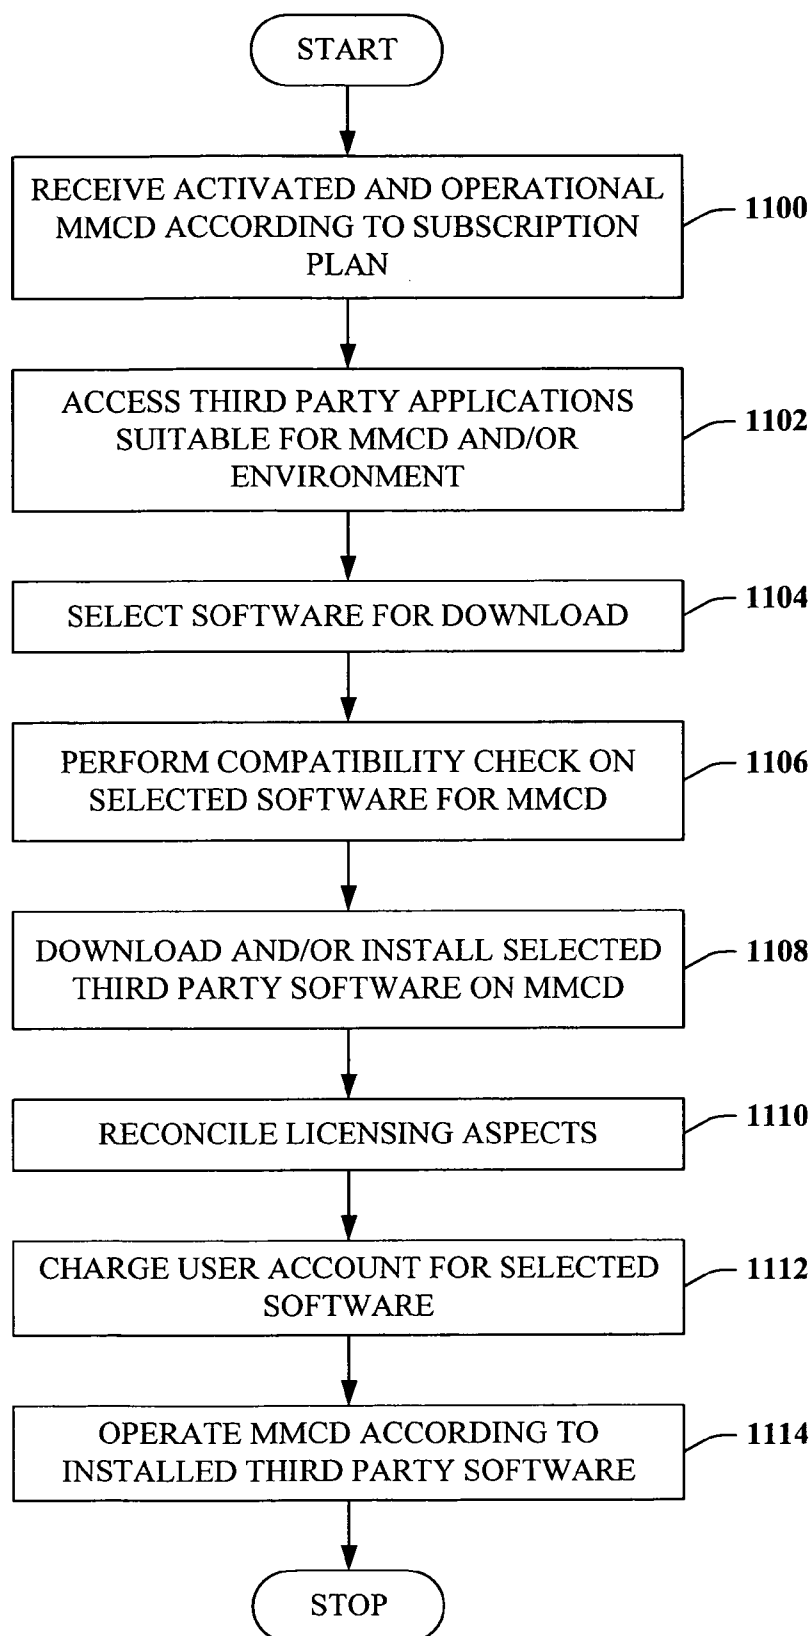 START
RECEIVE ACTIVATED AND OPERATIONAL
MMCD ACCORDING TO SUBSCRIPTION
PLAN
1100
ACCESS THIRD PARTY APPLICATIONS
SUITABLE FOR MMCD AND/OR
ENVIRONMENT
1102
SELECT SOFTWARE FOR DOWNLOAD
1104
PERFORM COMPATIBILITY CHECK ON
SELECTED SOFTWARE FOR MMCD
1106
DOWNLOAD AND/OR INSTALL SELECTED
THIRD PARTY SOFTWARE ON MMCD
1108
RECONCILE LICENSING ASPECTS
1110
CHARGE USER ACCOUNT FOR SELECTED
SOFTWARE
1112
OPERATE MMCD ACCORDING TO
INSTALLED THIRD PARTY SOFTWARE
1114
STOP